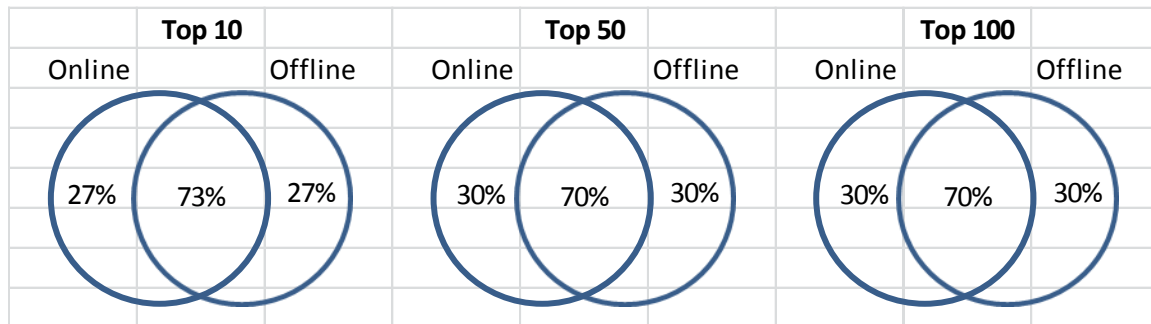 Top 10 Top 50 Top 100
Online Offline Online Offline Online Offline
27% 73% 27% 30% 70% 30% 30% 70% 30%